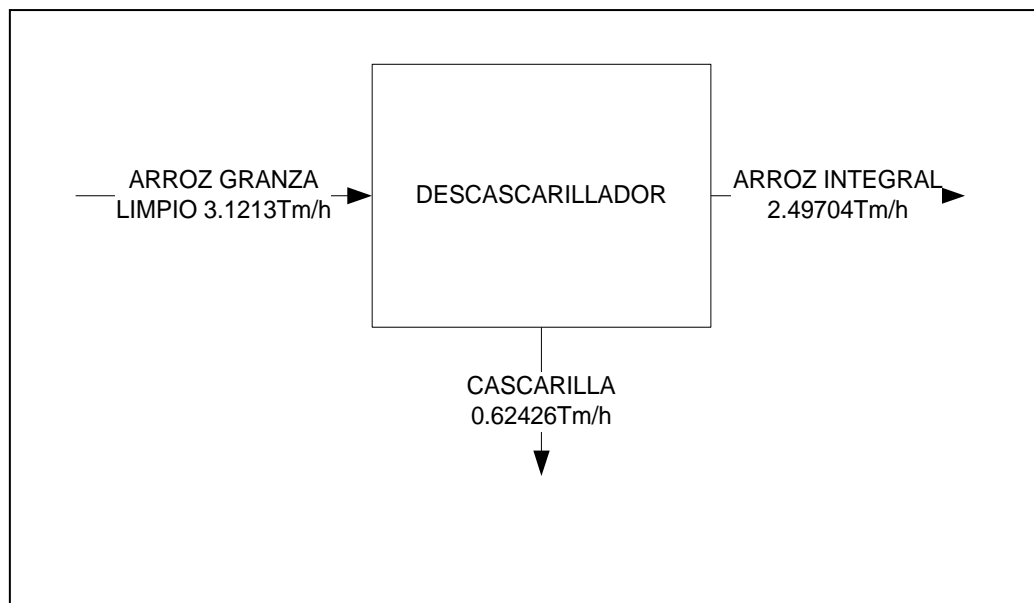 ARROZ GRANZA
LIMPIO 3.1213Tm/h
DESCASCARILLADOR
ARROZ INTEGRAL
2.49704Tm/h
CASCARILLA
0.62426Tm/h